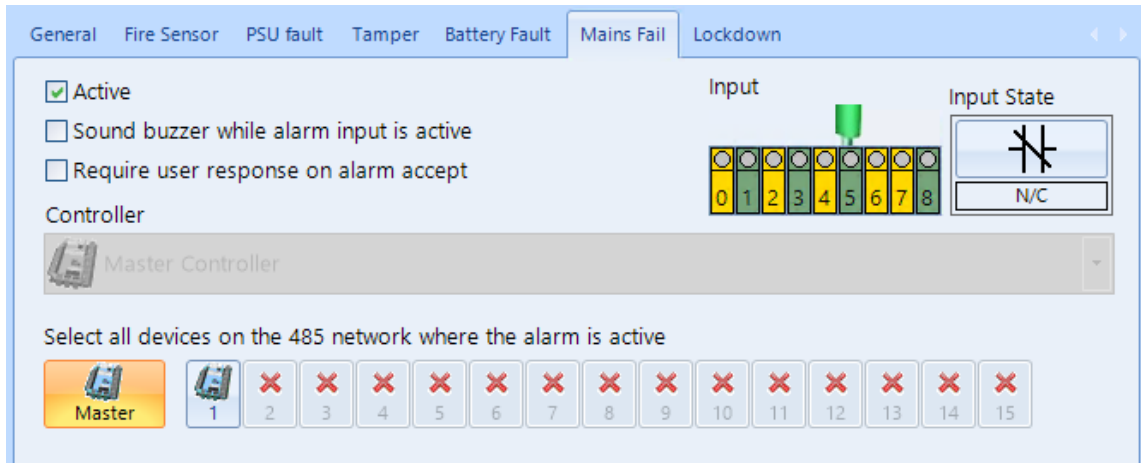 General Fire Sensor PSU fault Tamper Battery Fault Mains Fail Lockdown
Active
Sound buzzer while alarm input is active
Require user response on alarm accept
Input
0 1 2 3 4 5 6 7 8
Input State
N/C
Controller
Master Controller
Select all devices on the 485 network where the alarm is active
Master 1 2 3 4 5 6 7 8 9 10 11 12 13 14 15